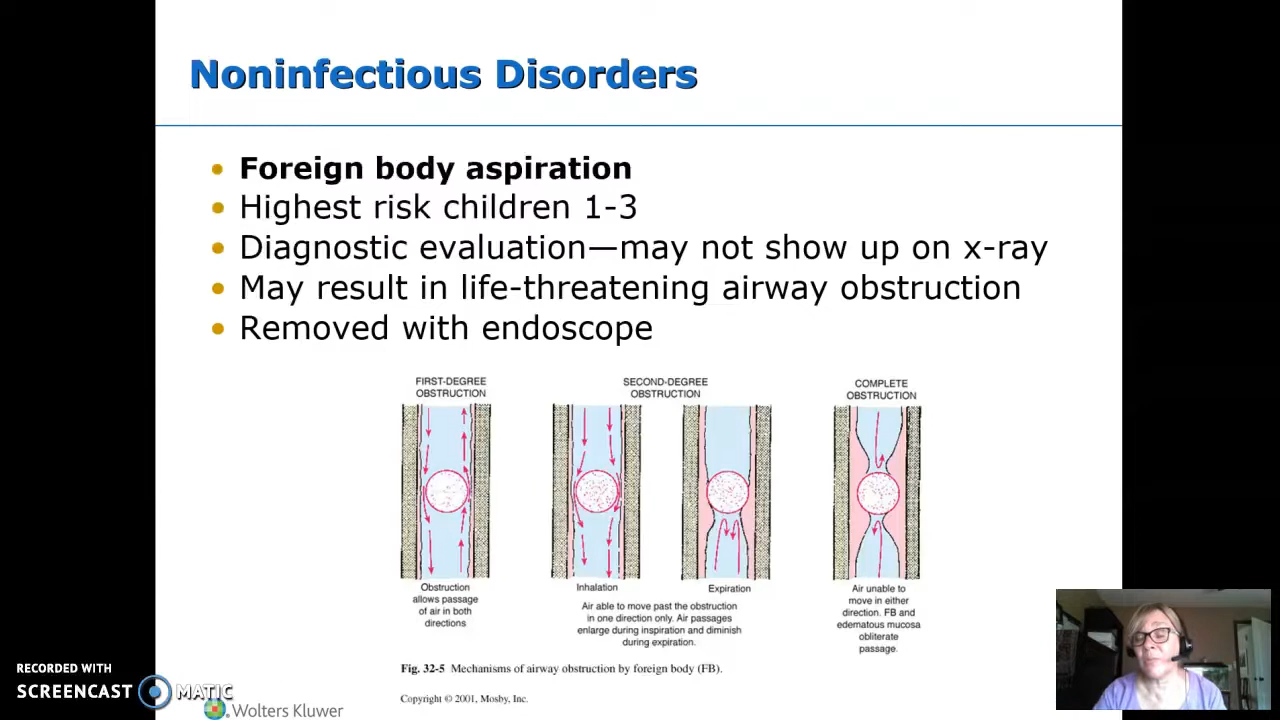 Noninfectious Disorders
Foreign body aspiration
Highest risk children 1-3
Diagnostic evaluation—may not show up on x-ray
May result in life-threatening airway obstruction
Removed with endoscope
FIRST-DEGREE
OBSTRUCTION
SECOND-DEGREE
OBSTRUCTION
COMPLETE
OBSTRUCTION
Obstruction
allows passage
of air in both
directions
Inhalation
Expiration
Air able to move past the obstruction
in one direction only. Air passages
enlarge during inspiration and diminish
during expiration.
Air unable to
move in either
direction. FB and
edematous mucosa
obliterate
passage.
Fig. 32-5 Mechanisms of airway obstruction by foreign body (FB).
Copyright © 2001, Mosby, Inc.
RECORDED WITH
SCREENCAST MATIC
Wolters Kluwer